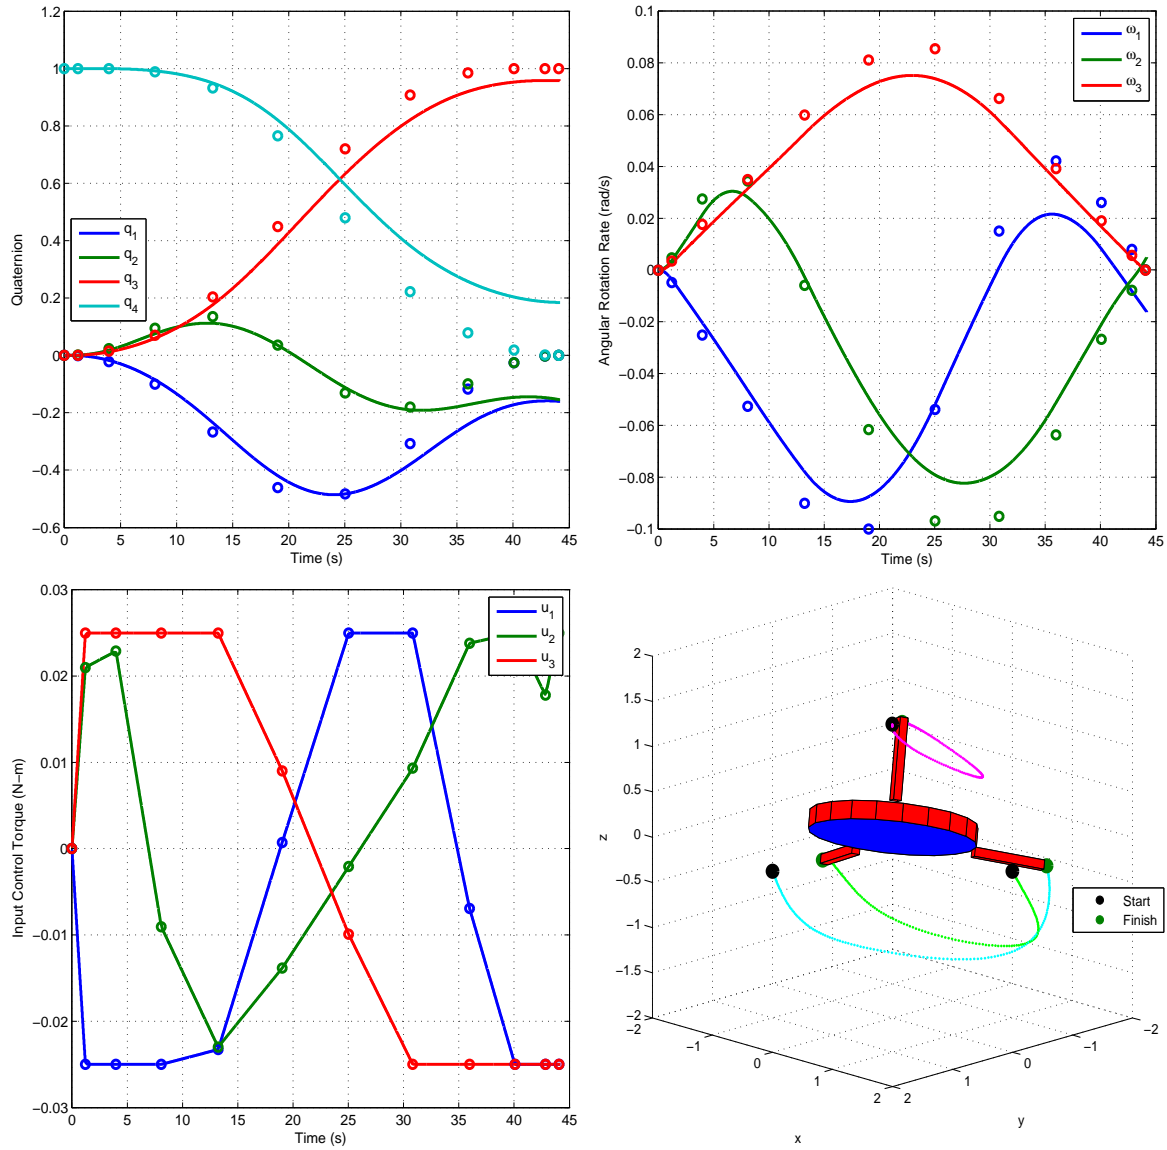 1.2
1
0.8
0.6
0.4
0.2
0
−0.2
−0.4
−0.6
Quaternion
q1
q2
q3
q4
0 5 10 15 20 25 30 35 40 45
Time (s)
0.1
0.08
0.06
0.04
0.02
0
−0.02
−0.04
−0.06
−0.08
−0.1
Angular Rotation Rate (rad/s)
ω1
ω2
ω3
0 5 10 15 20 25 30 35 40 45
Time (s)
0.03
0.02
0.01
0
−0.01
−0.02
−0.03
Input Control Torque (N−m)
u1
u2
u3
0 5 10 15 20 25 30 35 40 45
Time (s)
2
1.5
1
0.5
0
−0.5
−1
−1.5
−2
z
−2
−1
0
1
2
x
2
1
0
−1
−2
y
Start
Finish